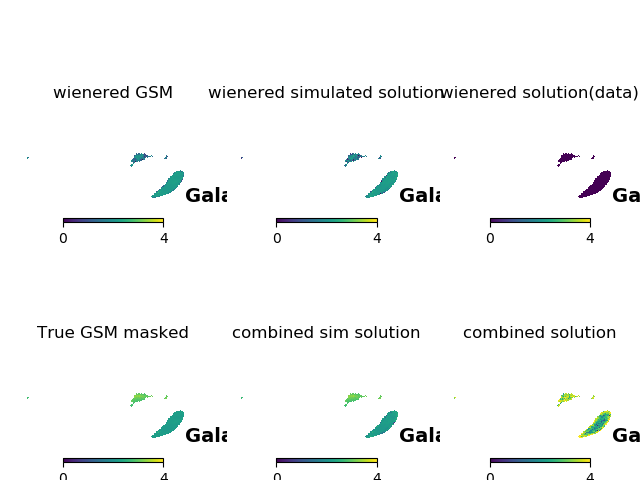 wienered GSM
wienered simulated solution
wienered solution(data)
Gala
Gala
Ga
0 4
0 4
0 4
True GSM masked
combined sim solution
combined solution
Gala
Gala
Ga
0 4
0 4
0 4